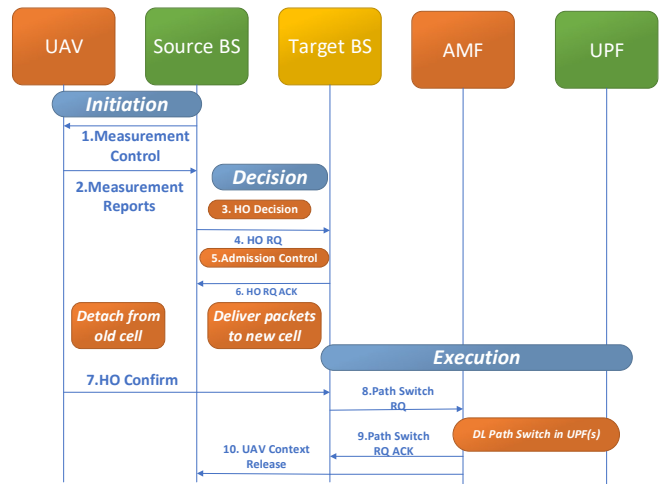 UAV
Source BS
Target BS
AMF
UPF
Initiation
1.Measurement
Control
2.Measurement
Reports
Decision
3. HO Decision
4. HO RQ
5.Admission Control
6. HO RQ ACK
Detach from
old cell
Deliver packets
to new cell
Execution
7.HO Confirm
8.Path Switch
RQ
DL Path Switch in UPF(s)
9.Path Switch
RQ ACK
10. UAV Context
Release